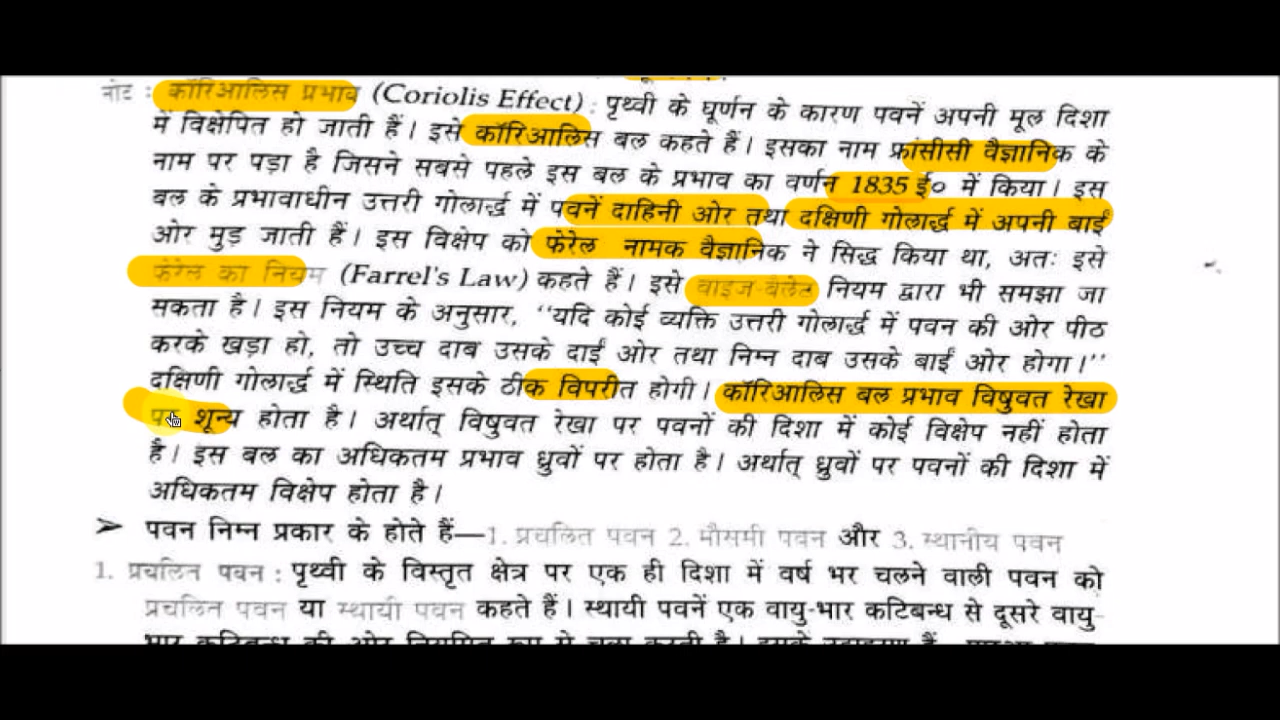 नोट : कॉरिआलिस प्रभाव (Coriolis Effect) : पृथ्वी के घूर्णन के कारण पवनें अपनी मूल दिशा
में विक्षेपित हो जाती हैं। इसे कॉरिआलिस बल कहते हैं। इसका नाम फ्रांसीसी वैज्ञानिक के
नाम पर पड़ा है जिसने सबसे पहले इस बल के प्रभाव का वर्णन 1835 ई० में किया। इस
बल के प्रभावाधीन उत्तरी गोलार्द्ध में पवनें दाहिनी ओर तथा दक्षिणी गोलार्द्ध में अपनी बाईं
ओर मुड़ जाती हैं। इस विक्षेप को फेरेल नामक वैज्ञानिक ने सिद्ध किया था, अतः इसे
फेरेल का नियम (Farrel's Law) कहते हैं। इसे वाइज-बैलेट नियम द्वारा भी समझा जा
सकता है। इस नियम के अनुसार, ‘‘यदि कोई व्यक्ति उत्तरी गोलार्द्ध में पवन की ओर पीठ
करके खड़ा हो, तो उच्च दाब उसके दाईं ओर तथा निम्न दाब उसके बाईं ओर होगा।’’
दक्षिणी गोलार्द्ध में स्थिति इसके ठीक विपरीत होगी। कॉरिआलिस बल प्रभाव विषुवत रेखा
पर शून्य होता है। अर्थात् विषुवत रेखा पर पवनों की दिशा में कोई विक्षेप नहीं होता
है। इस बल का अधिकतम प्रभाव ध्रुवों पर होता है। अर्थात् ध्रुवों पर पवनों की दिशा में
अधिकतम विक्षेप होता है।
➢ पवन निम्न प्रकार के होते हैं—1. प्रचलित पवन 2. मौसमी पवन और 3. स्थानीय पवन
1. प्रचलित पवन : पृथ्वी के विस्तृत क्षेत्र पर एक ही दिशा में वर्ष भर चलने वाली पवन को
प्रचलित पवन या स्थायी पवन कहते हैं। स्थायी पवनें एक वायु-भार कटिबन्ध से दूसरे वायु-